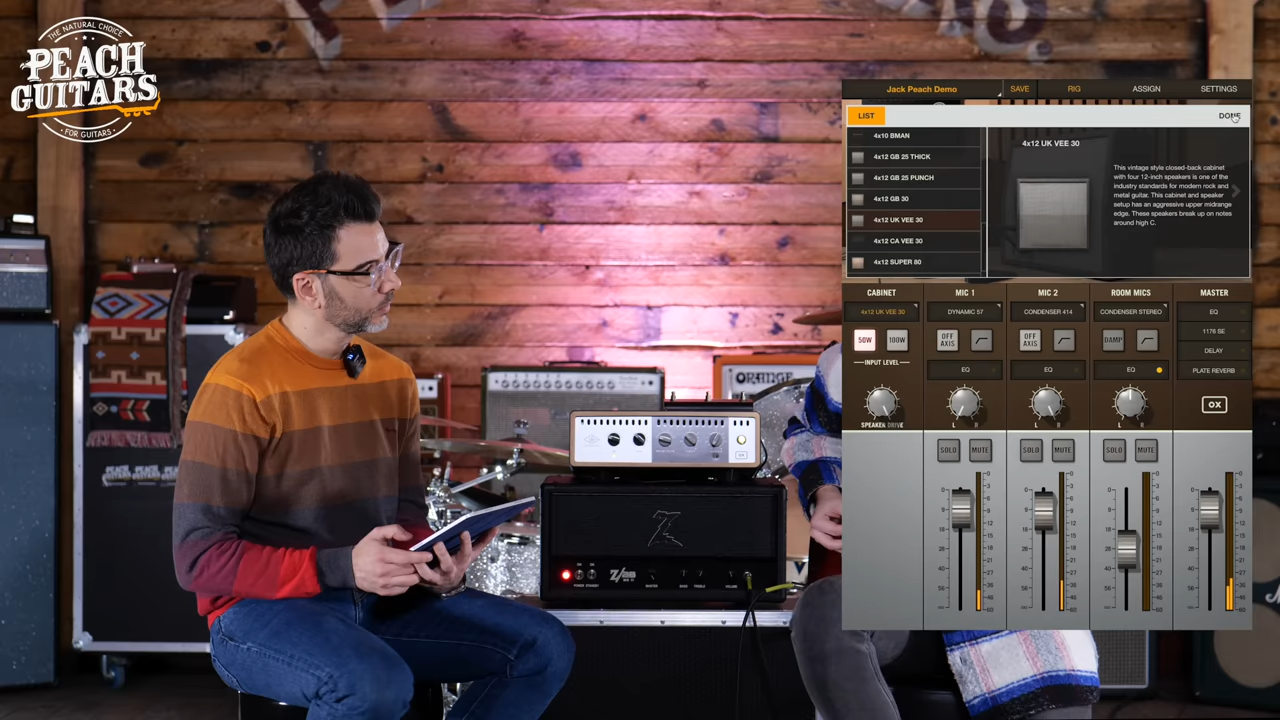 THE NATURAL CHOICE
PEACH
GUITARS
• FOR GUITARS •
Jack Peach Demo
SAVE
RIG
ASSIGN
SETTINGS
LIST
DONE
4x10 BMAN
4x12 GB 25 THICK
4x12 GB 25 PUNCH
4x12 GB 30
4x12 UK VEE 30
4x12 CA VEE 30
4x12 SUPER 80
4x12 UK VEE 30
This vintage style closed-back cabinet
with four 12-inch speakers is one of the
industry standards for modern rock and
metal guitar. This cabinet and speaker
setup has an aggressive upper midrange
edge. These speakers break up on notes
around high C.
CABINET
MIC 1
MIC 2
ROOM MICS
MASTER
4x12 UK VEE 30
DYNAMIC 57
CONDENSER 414
CONDENSER STEREO
EQ
1176 SE
DELAY
PLATE REVERB
50W
100W
OFF AXIS
OFF AXIS
DAMP
INPUT LEVEL
EQ
EQ
EQ
OX
SPEAKER DRIVE
L R
L R
L R
SOLO MUTE
SOLO MUTE
SOLO MUTE
ORANGE
PEACH
GUITARS
PEACH
GUITARS
Z